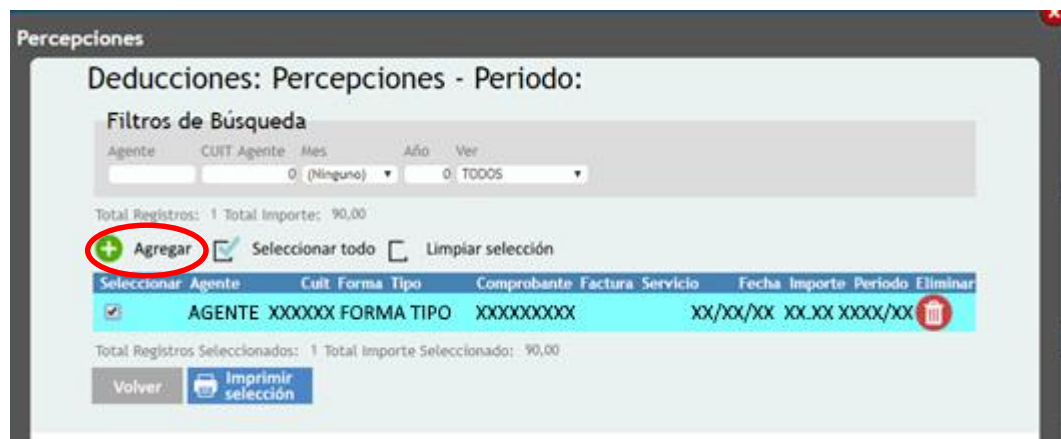 x
Percepciones
Deducciones: Percepciones - Periodo:
Filtros de Búsqueda
Agente CUIT Agente Mes Año Ver
0 (Ninguno) 0 TODOS
Total Registros: 1 Total Importe: 90,00
Agregar Seleccionar todo Limpiar selección
Seleccionar Agente Cuit Forma Tipo Comprobante Factura Servicio Fecha Importe Periodo Eliminar
AGENTE XXXXXX FORMA TIPO XXXXXXXXX XX/XX/XX XX.XX XXXX/XX
Total Registros Seleccionados: 1 Total Importe Seleccionado: 90,00
Volver Imprimir
selección